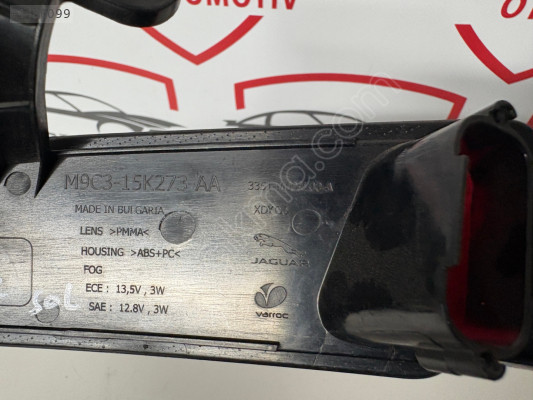 OTOMOTİV
M9C3-15K273 AA
MADE IN BULGARIA
LENS >PMMA<
HOUSING >ABS+PC<
FOG
ECE : 13,5V , 3W
SAE : 12.8V , 3W
JAGUAR
varroc
sol